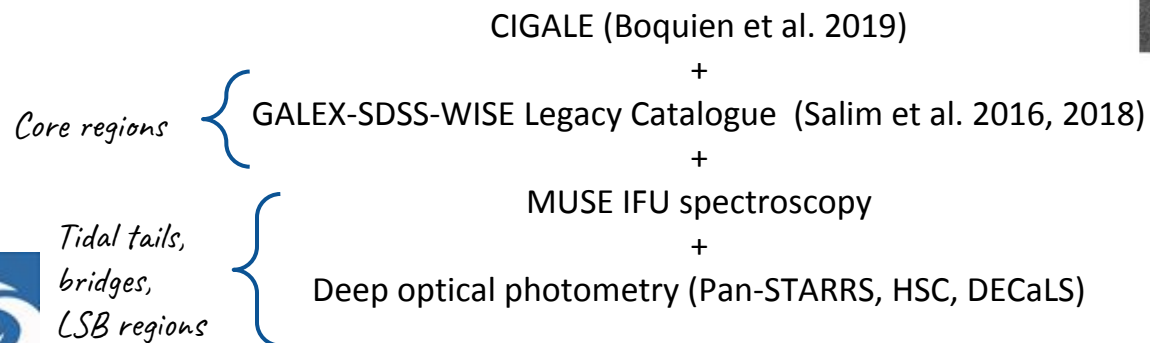 CIGALE (Boquien et al. 2019)
+
Core regions
GALEX-SDSS-WISE Legacy Catalogue (Salim et al. 2016, 2018)
+
MUSE IFU spectroscopy
+
Tidal tails,
bridges,
LSB regions
Deep optical photometry (Pan-STARRS, HSC, DECaLS)